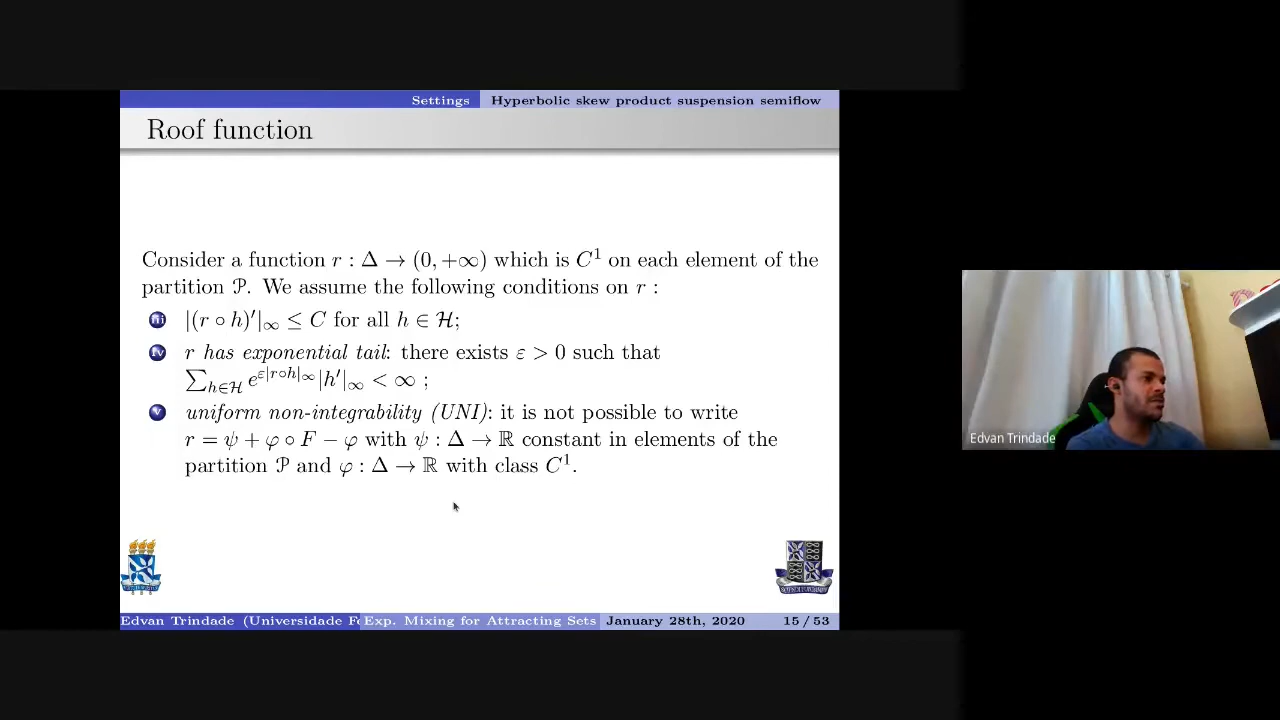 Settings Hyperbolic skew product suspension semiflow
Roof function
Consider a function r : Δ → (0, +∞) which is C¹ on each element of the
partition 𝒫. We assume the following conditions on r :
iii |(r ∘ h)′|∞ ≤ C for all h ∈ ℋ;
iv r has exponential tail: there exists ε > 0 such that
∑h∈ℋ e^{ε|r∘h|∞}|h′|∞ < ∞ ;
v uniform non-integrability (UNI): it is not possible to write
r = ψ + φ ∘ F − φ with ψ : Δ → ℝ constant in elements of the
partition 𝒫 and φ : Δ → ℝ with class C¹.
Edvan Trindade
Edvan Trindade (Universidade Fe Exp. Mixing for Attracting Sets January 28th, 2020 15 / 53